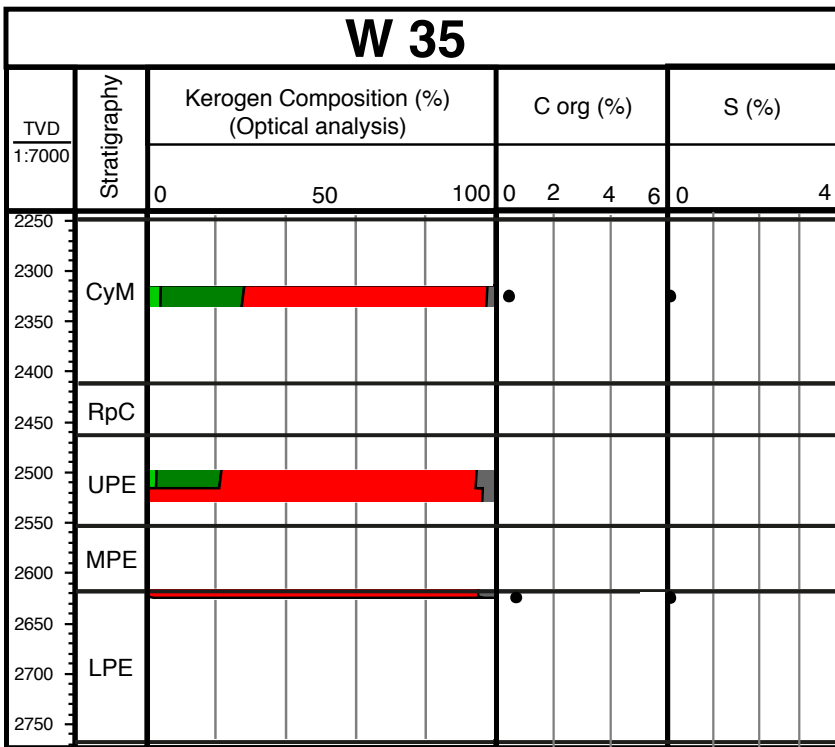 W 35
TVD
1:7000
Stratigraphy
Kerogen Composition (%)
(Optical analysis)
C org (%)
S (%)
0 50 100
0 2 4 6
0 4
2250
2300
CyM
2350
2400
RpC
2450
2500
UPE
2550
MPE
2600
2650
LPE
2700
2750